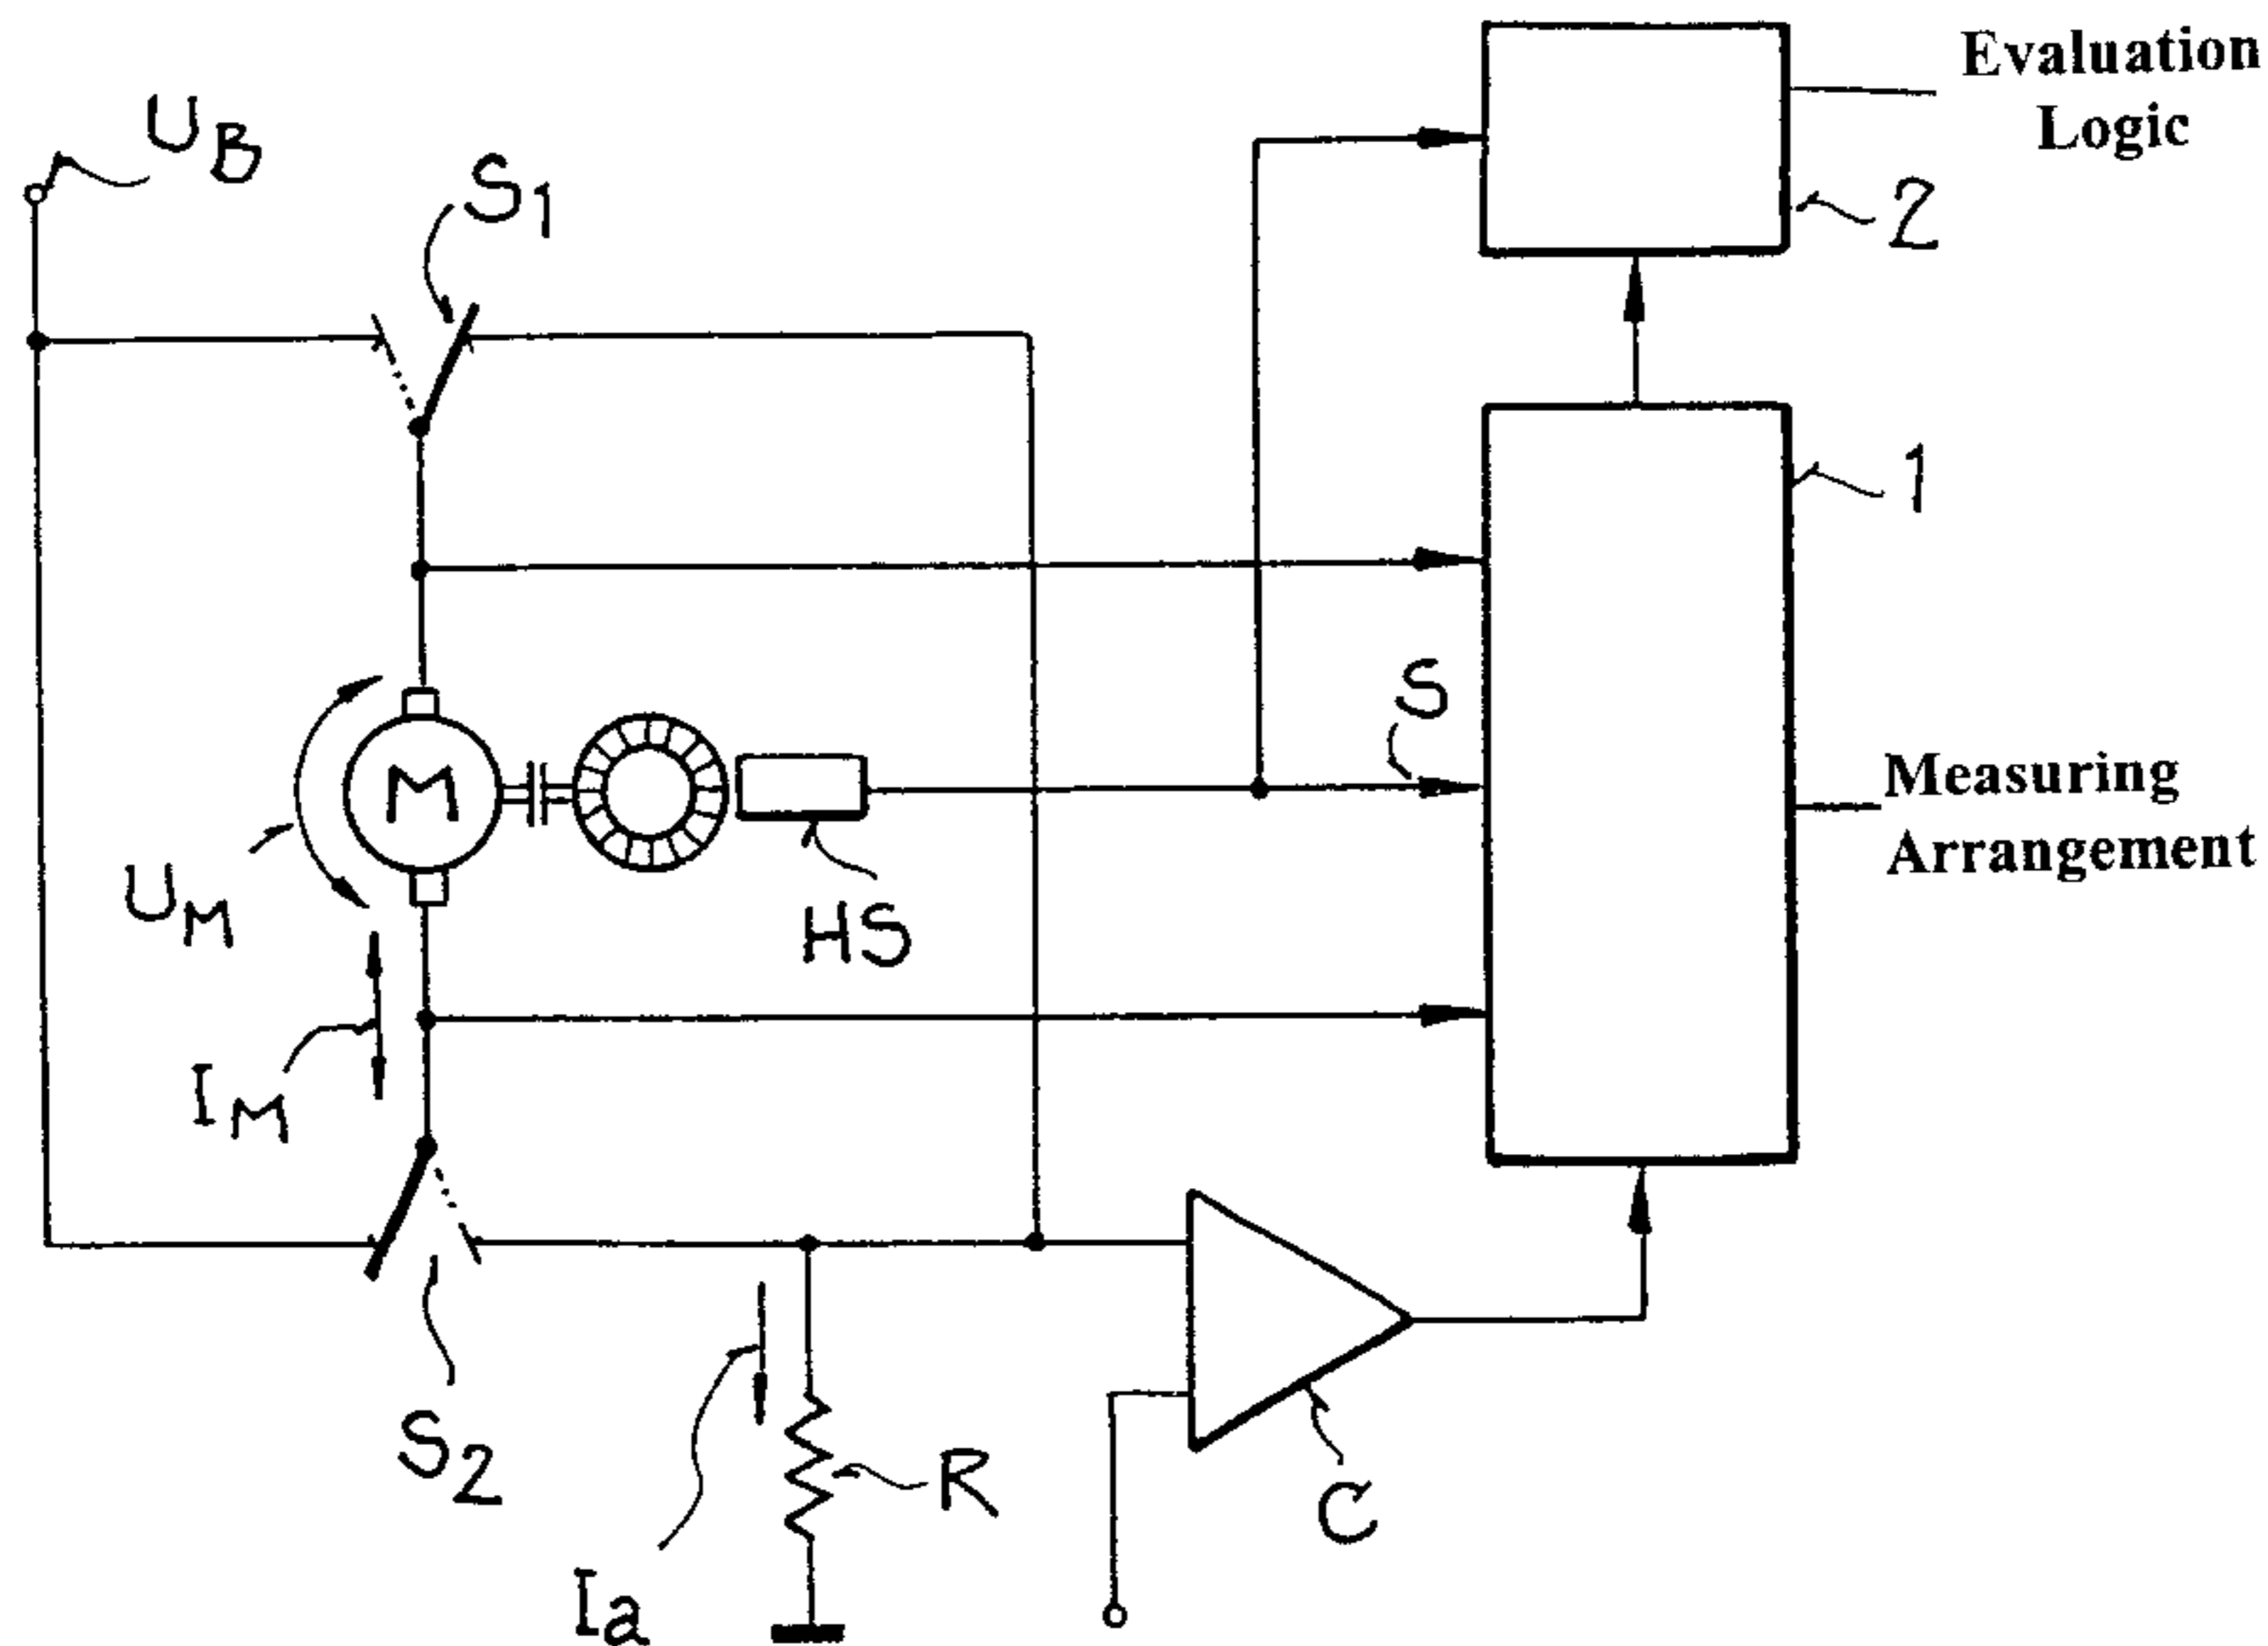 Evaluation
Logic
U_B
S_1
2
1
S
M
Measuring
Arrangement
U_M
HS
I_M
S_2
R
C
I_a